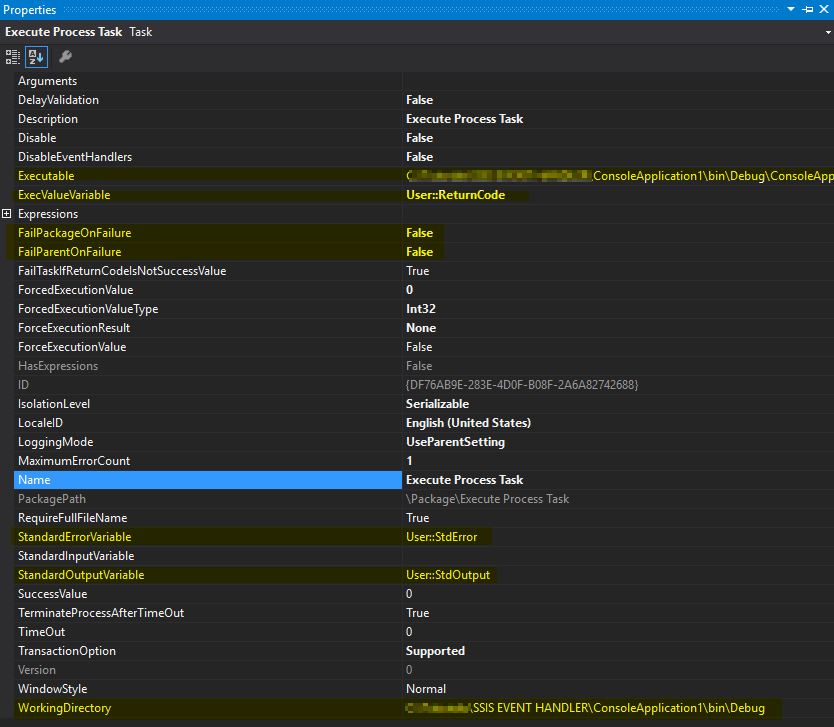 Properties
Execute Process Task Task
Arguments
DelayValidation False
Description Execute Process Task
Disable False
DisableEventHandlers False
Executable ConsoleApplication1\bin\Debug\ConsoleApp
ExecValueVariable User::ReturnCode
Expressions
FailPackageOnFailure False
FailParentOnFailure False
FailTaskIfReturnCodeIsNotSuccessValue True
ForcedExecutionValue 0
ForcedExecutionValueType Int32
ForceExecutionResult None
ForceExecutionValue False
HasExpressions False
ID {DF76AB9E-283E-4D0F-B08F-2A6A82742688}
IsolationLevel Serializable
LocaleID English (United States)
LoggingMode UseParentSetting
MaximumErrorCount 1
Name Execute Process Task
PackagePath \Package\Execute Process Task
RequireFullFileName True
StandardErrorVariable User::StdError
StandardInputVariable
StandardOutputVariable User::StdOutput
SuccessValue 0
TerminateProcessAfterTimeOut True
TimeOut 0
TransactionOption Supported
Version 0
WindowStyle Normal
WorkingDirectory \SSIS EVENT HANDLER\ConsoleApplication1\bin\Debug